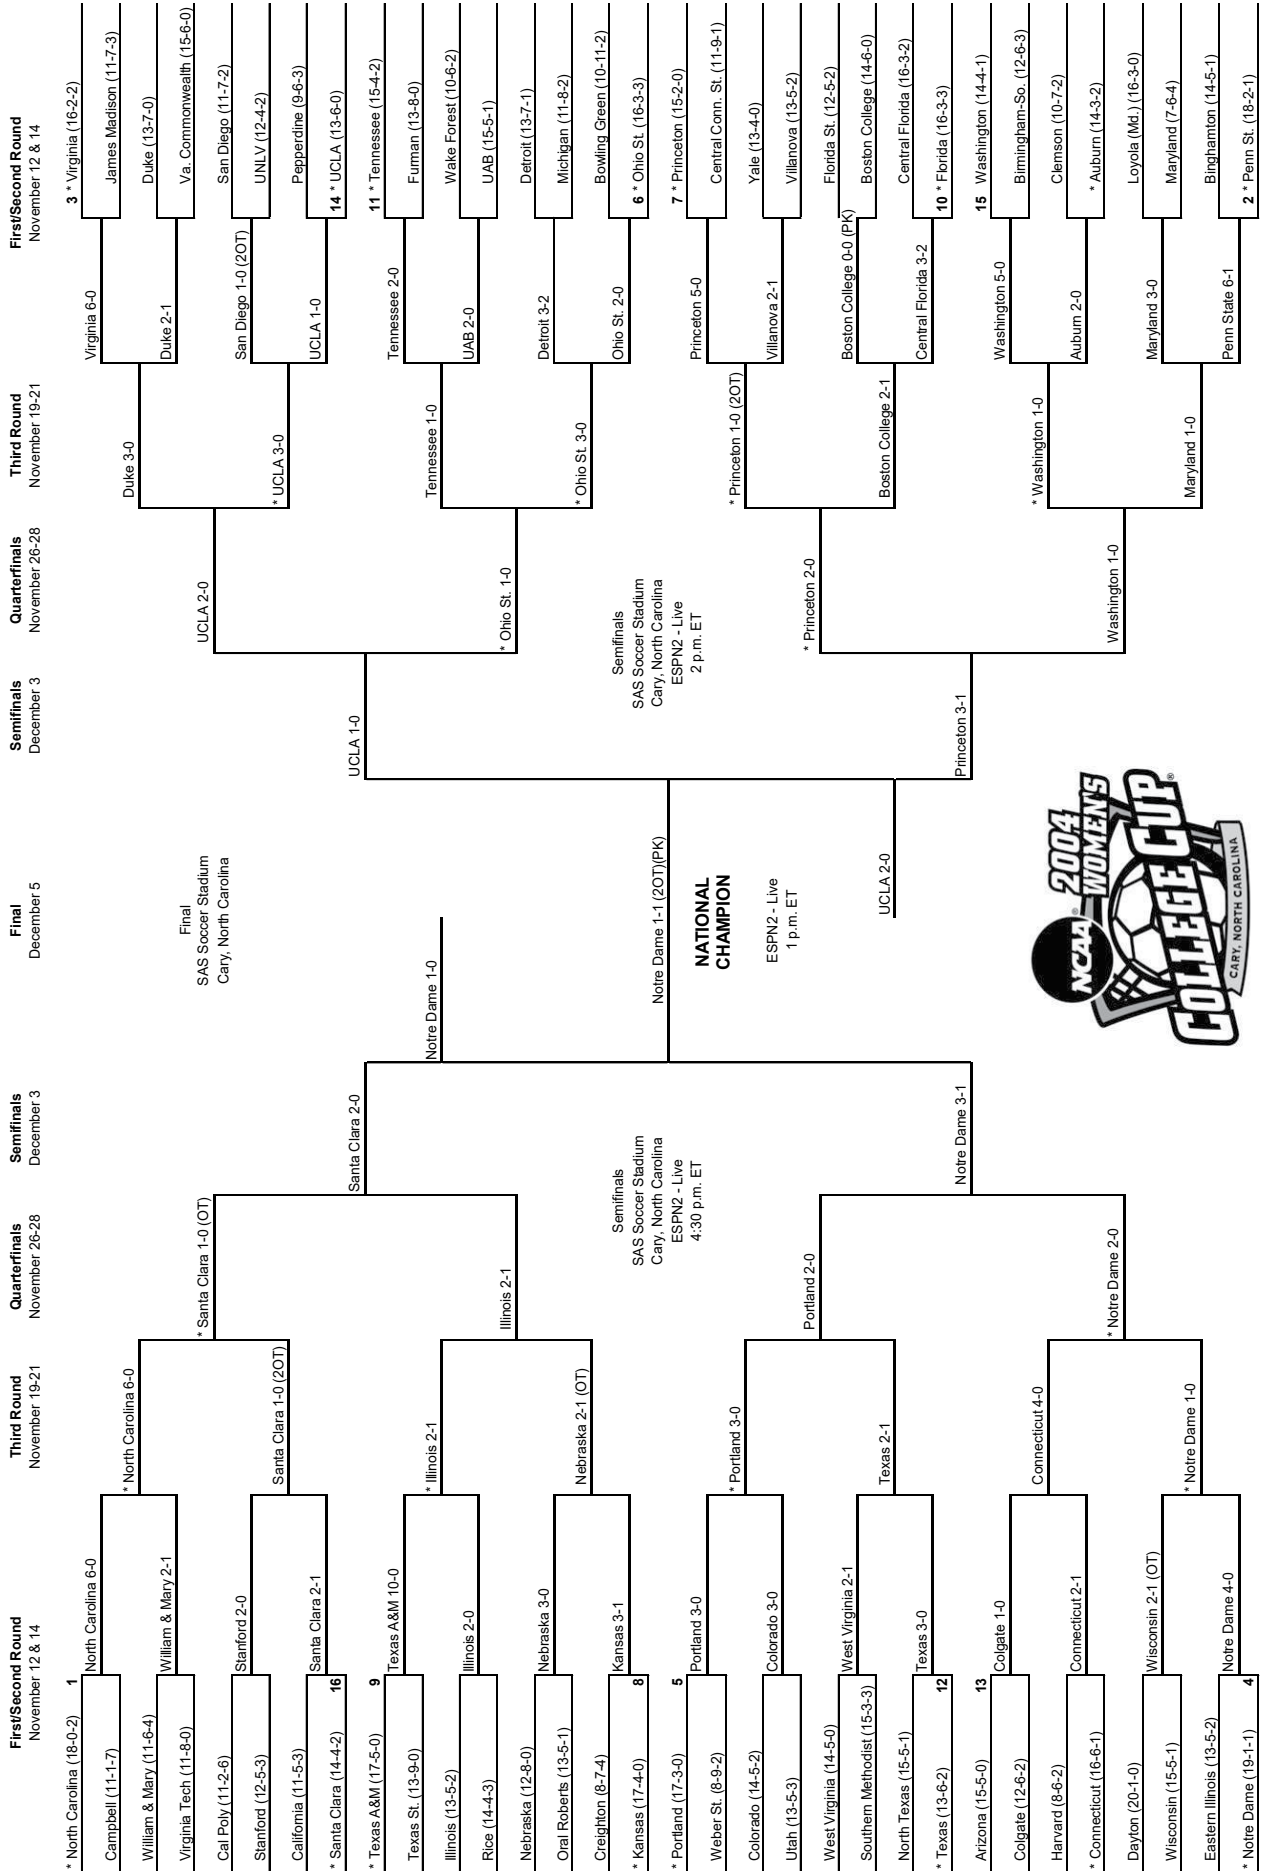 First/Second Round
November 12 & 14
Third Round
November 19-21
Quarterfinals
November 26-28
Semifinals
December 3
Final
December 5
Semifinals
December 3
Quarterfinals
November 26-28
Third Round
November 19-21
First/Second Round
November 12 & 14
* North Carolina (18-0-2) 1
Campbell (11-1-7)
William & Mary (11-6-4)
Virginia Tech (11-8-0)
Cal Poly (11-2-6)
Stanford (12-5-3)
California (11-5-3)
* Santa Clara (14-4-2) 16
* Texas A&M (17-5-0) 9
Texas St. (13-9-0)
Illinois (13-5-2)
Rice (14-4-3)
Nebraska (12-8-0)
Oral Roberts (13-5-1)
Creighton (8-7-4)
* Kansas (17-4-0) 8
* Portland (17-3-0) 5
Weber St. (8-9-2)
Colorado (14-5-2)
Utah (13-5-3)
West Virginia (14-5-0)
Southern Methodist (15-3-3)
North Texas (15-5-1)
* Texas (13-6-2) 12
Arizona (15-5-0) 13
Colgate (12-6-2)
Harvard (8-6-2)
* Connecticut (16-6-1)
Dayton (20-1-0)
Wisconsin (15-5-1)
Eastern Illinois (13-5-2)
* Notre Dame (19-1-1) 4
North Carolina 6-0
William & Mary 2-1
Stanford 2-0
Santa Clara 2-1
Texas A&M 10-0
Illinois 2-0
Nebraska 3-0
Kansas 3-1
Portland 3-0
Colorado 3-0
West Virginia 2-1
Texas 3-0
Colgate 1-0
Connecticut 2-1
Wisconsin 2-1 (OT)
Notre Dame 4-0
* North Carolina 6-0
Santa Clara 1-0 (2OT)
* Illinois 2-1
Nebraska 2-1 (OT)
* Portland 3-0
Texas 2-1
Connecticut 4-0
* Notre Dame 1-0
* Santa Clara 1-0 (OT)
Illinois 2-1
Portland 2-0
* Notre Dame 2-0
Santa Clara 2-0
Semifinals
SAS Soccer Stadium
Cary, North Carolina
ESPN2 - Live
4:30 p.m. ET
Notre Dame 3-1
Final
SAS Soccer Stadium
Cary, North Carolina
Notre Dame 1-0
Notre Dame 1-1 (2OT)(PK)
NATIONAL
CHAMPION
ESPN2 - Live
1 p.m. ET
UCLA 2-0
NCAA®
2004
WOMEN'S
COLLEGE CUP®
CARY, NORTH CAROLINA
UCLA 1-0
Princeton 3-1
Semifinals
SAS Soccer Stadium
Cary, North Carolina
ESPN2 - Live
2 p.m. ET
UCLA 2-0
* Ohio St. 1-0
* Princeton 2-0
Washington 1-0
Duke 3-0
* UCLA 3-0
Tennessee 1-0
* Ohio St. 3-0
* Princeton 1-0 (2OT)
Boston College 2-1
* Washington 1-0
Maryland 1-0
Virginia 6-0
Duke 2-1
San Diego 1-0 (2OT)
UCLA 1-0
Tennessee 2-0
UAB 2-0
Detroit 3-2
Ohio St. 2-0
Princeton 5-0
Villanova 2-1
Boston College 0-0 (PK)
Central Florida 3-2
Washington 5-0
Auburn 2-0
Maryland 3-0
Penn State 6-1
3 * Virginia (16-2-2)
James Madison (11-7-3)
Duke (13-7-0)
Va. Commonwealth (15-6-0)
San Diego (11-7-2)
UNLV (12-4-2)
Pepperdine (9-6-3)
14 * UCLA (13-6-0)
11 * Tennessee (15-4-2)
Furman (13-8-0)
Wake Forest (10-6-2)
UAB (15-5-1)
Detroit (13-7-1)
Michigan (11-8-2)
Bowling Green (10-11-2)
6 * Ohio St. (16-3-3)
7 * Princeton (15-2-0)
Central Conn. St. (11-9-1)
Yale (13-4-0)
Villanova (13-5-2)
Florida St. (12-5-2)
Boston College (14-6-0)
Central Florida (16-3-2)
10 * Florida (16-3-3)
15 Washington (14-4-1)
Birmingham-So. (12-6-3)
Clemson (10-7-2)
* Auburn (14-3-2)
Loyola (Md.) (16-3-0)
Maryland (7-6-4)
Binghamton (14-5-1)
2 * Penn St. (18-2-1)